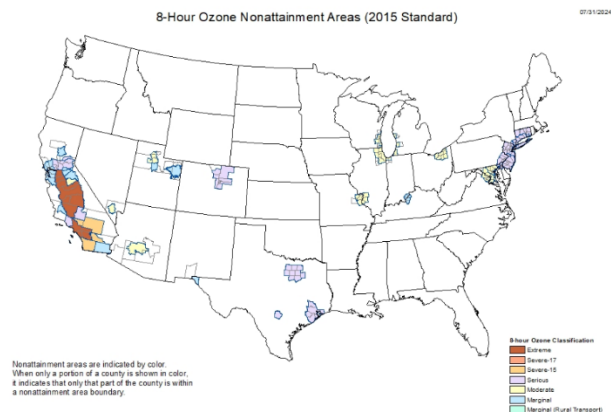 8-Hour Ozone Nonattainment Areas (2015 Standard)
07/31/2024
Nonattainment areas are indicated by color.
When only a portion of a county is shown in color,
it indicates that only that part of the county is within
a nonattainment area boundary.
8-hour Ozone Classification
Extreme
Severe-17
Severe-15
Serious
Moderate
Marginal
Marginal (Rural Transport)